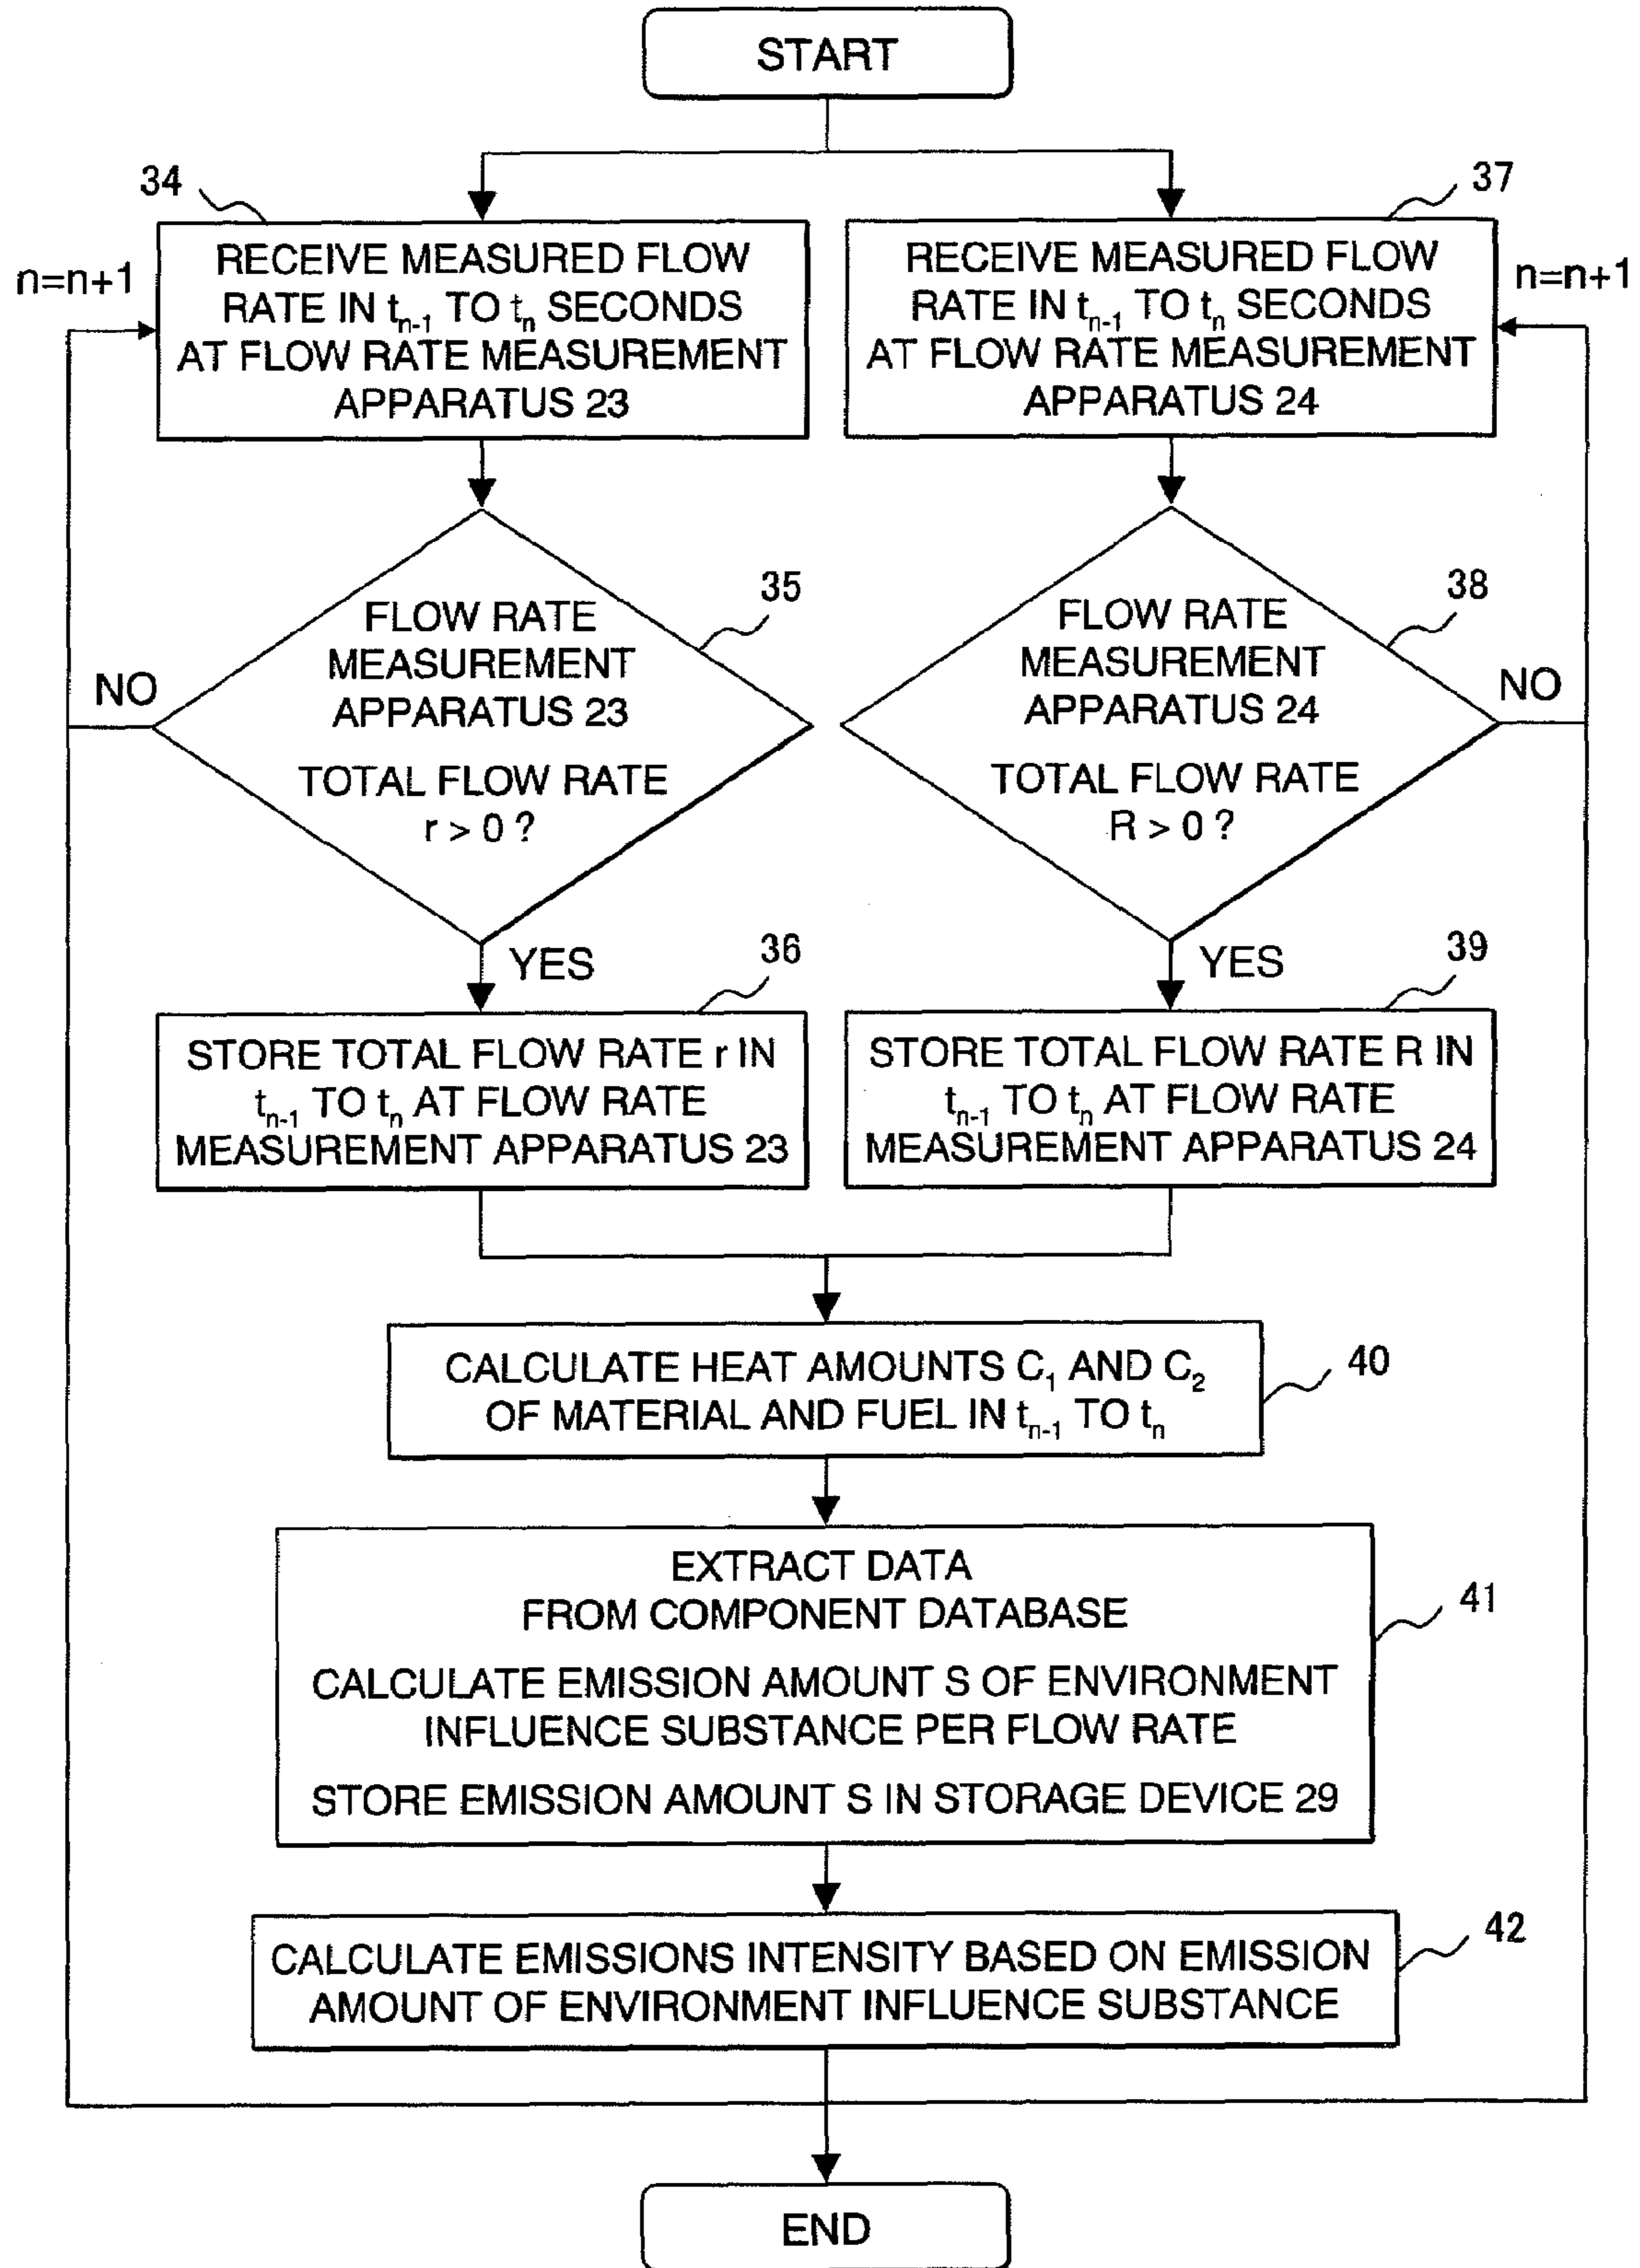 START
34
n=n+1
RECEIVE MEASURED FLOW
RATE IN tn-1 TO tn SECONDS
AT FLOW RATE MEASUREMENT
APPARATUS 23
37
n=n+1
RECEIVE MEASURED FLOW
RATE IN tn-1 TO tn SECONDS
AT FLOW RATE MEASUREMENT
APPARATUS 24
35
NO
FLOW RATE
MEASUREMENT
APPARATUS 23
TOTAL FLOW RATE
r > 0 ?
YES
38
NO
FLOW RATE
MEASUREMENT
APPARATUS 24
TOTAL FLOW RATE
R > 0 ?
YES
36
STORE TOTAL FLOW RATE r IN
tn-1 TO tn AT FLOW RATE
MEASUREMENT APPARATUS 23
39
STORE TOTAL FLOW RATE R IN
tn-1 TO tn AT FLOW RATE
MEASUREMENT APPARATUS 24
40
CALCULATE HEAT AMOUNTS C1 AND C2
OF MATERIAL AND FUEL IN tn-1 TO tn
41
EXTRACT DATA
FROM COMPONENT DATABASE
CALCULATE EMISSION AMOUNT S OF ENVIRONMENT
INFLUENCE SUBSTANCE PER FLOW RATE
STORE EMISSION AMOUNT S IN STORAGE DEVICE 29
42
CALCULATE EMISSIONS INTENSITY BASED ON EMISSION
AMOUNT OF ENVIRONMENT INFLUENCE SUBSTANCE
END